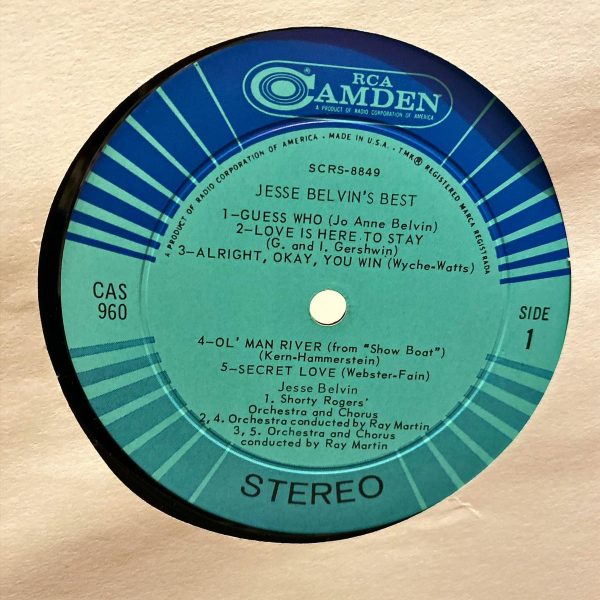 RCA
CAMDEN®
A PRODUCT OF RADIO CORPORATION OF AMERICA
A PRODUCT OF RADIO CORPORATION OF AMERICA • MADE IN U.S.A. • TMK® REGISTERED MARCA REGISTRADA
SCRS-8849
JESSE BELVIN'S BEST
1—GUESS WHO (Jo Anne Belvin)
2—LOVE IS HERE TO STAY
(G. and I. Gershwin)
3—ALRIGHT, OKAY, YOU WIN (Wyche-Watts)
CAS
960
SIDE
1
4—OL' MAN RIVER (from "Show Boat")
(Kern-Hammerstein)
5—SECRET LOVE (Webster-Fain)
Jesse Belvin
1. Shorty Rogers'
Orchestra and Chorus
2, 4. Orchestra conducted by Ray Martin
3, 5. Orchestra and Chorus
conducted by Ray Martin
STEREO